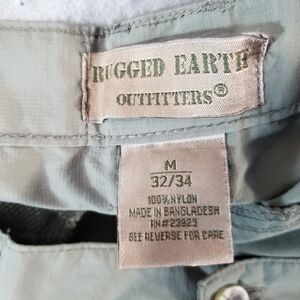 RUGGED EARTH
OUTFITTERS®
M
32/34
100% NYLON
MADE IN BANGLADESH
RN#23923
SEE REVERSE FOR CARE